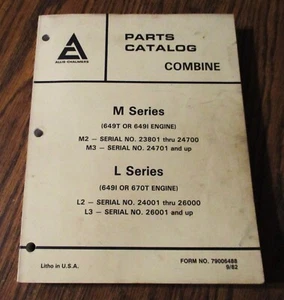 PARTS
CATALOG
COMBINE
ALLIS-CHALMERS
M Series
(649T OR 649I ENGINE)
M2 — SERIAL NO. 23801 thru 24700
M3 — SERIAL NO. 24701 and up
L Series
(649I OR 670T ENGINE)
L2 — SERIAL NO. 24001 thru 26000
L3 — SERIAL NO. 26001 and up
Litho in U.S.A.
FORM NO. 79006488
9/82